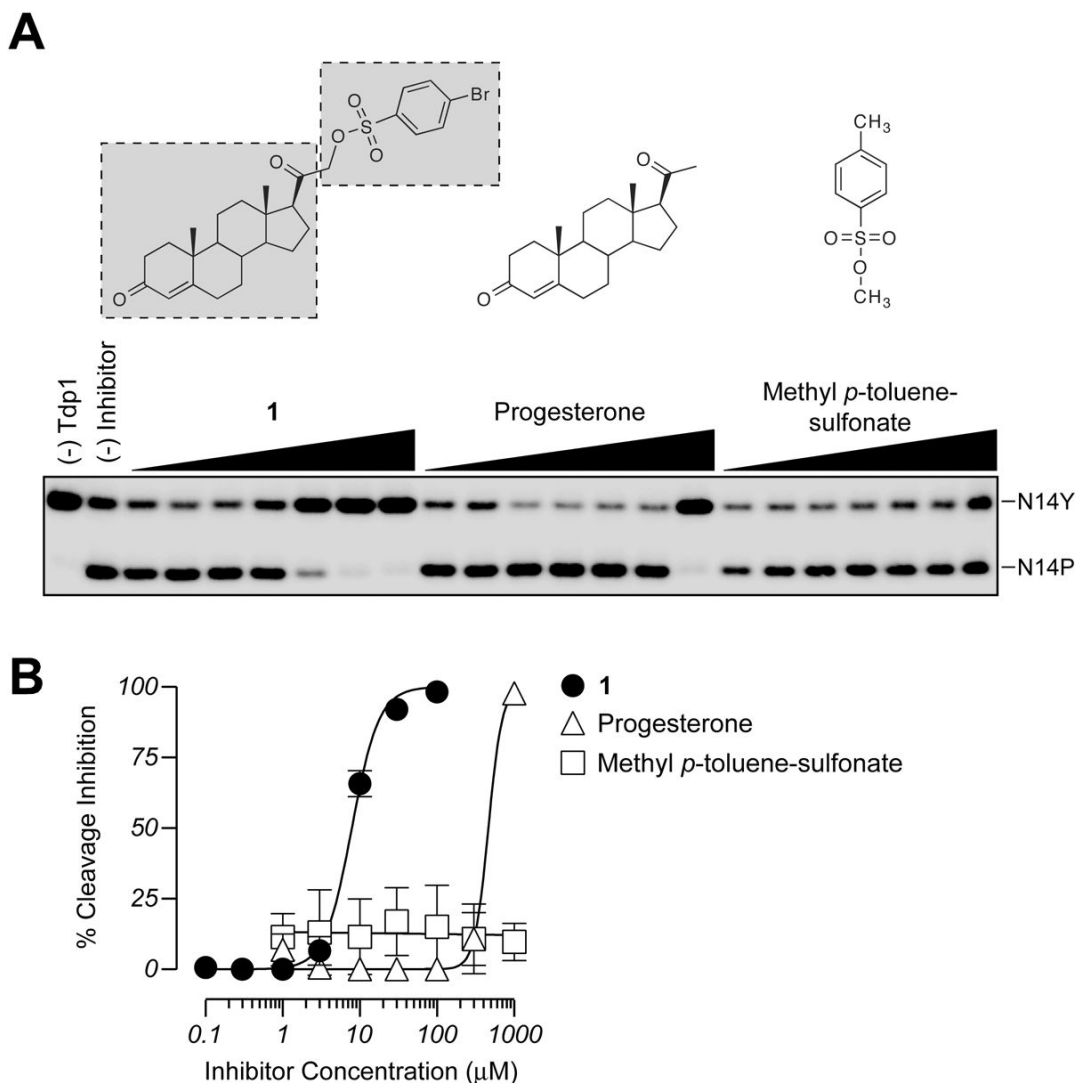 A
O
O
S
O
O
Br
O
O
O
CH3
O=S=O
O
CH3
(-) Tdp1
(-) Inhibitor
1
Progesterone
Methyl p-toluene-
sulfonate
N14Y
N14P
B
% Cleavage Inhibition
100
75
50
25
0
0.1 1 10 100 1000
Inhibitor Concentration (μM)
1
Progesterone
Methyl p-toluene-sulfonate